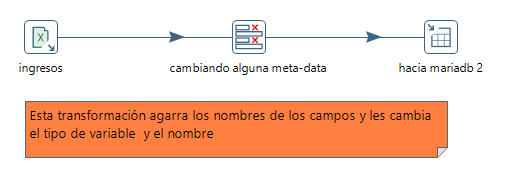 ingresos
cambiando alguna meta-data
hacia mariadb 2
Esta transformación agarra los nombres de los campos y les cambia
el tipo de variable  y el nombre